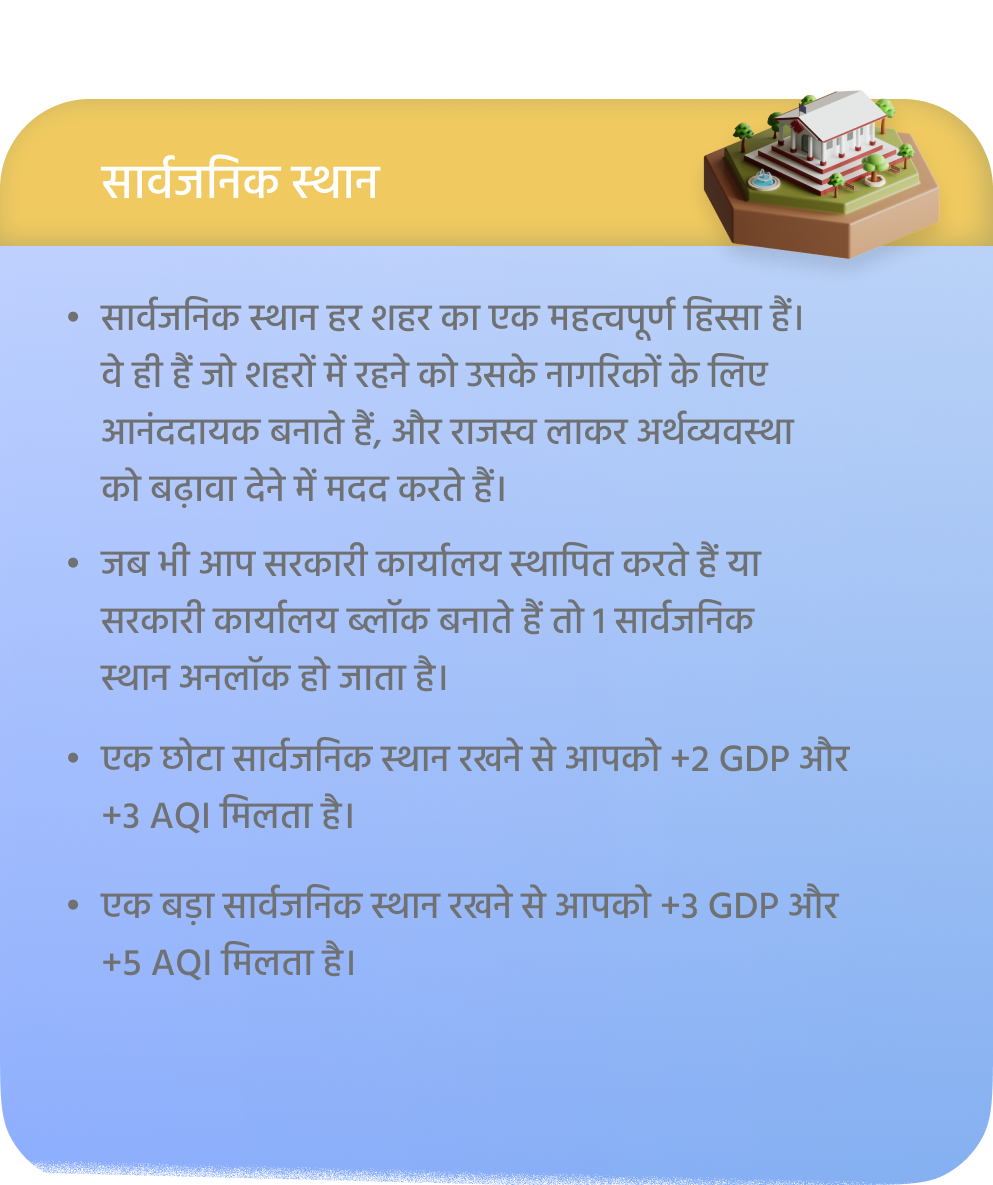 सार्वजनिक स्थान
• सार्वजनिक स्थान हर शहर का एक महत्वपूर्ण हिस्सा हैं।
वे ही हैं जो शहरों में रहने को उसके नागरिकों के लिए
आनंददायक बनाते हैं, और राजस्व लाकर अर्थव्यवस्था
को बढ़ावा देने में मदद करते हैं।
• जब भी आप सरकारी कार्यालय स्थापित करते हैं या
सरकारी कार्यालय ब्लॉक बनाते हैं तो 1 सार्वजनिक
स्थान अनलॉक हो जाता है।
• एक छोटा सार्वजनिक स्थान रखने से आपको +2 GDP और
+3 AQI मिलता है।
• एक बड़ा सार्वजनिक स्थान रखने से आपको +3 GDP और
+5 AQI मिलता है।